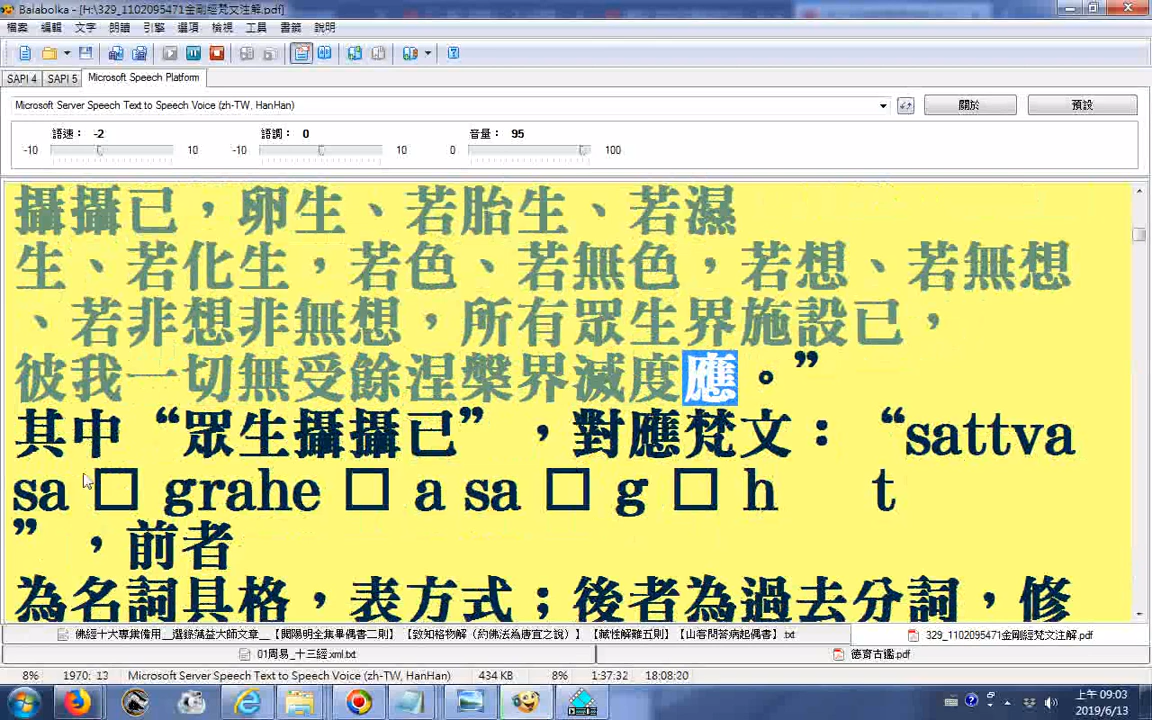 Balabolka - [H:\329_1102095471金剛經梵文注解.pdf]
檔案 編輯 文字 朗讀 引擎 選項 檢視 工具 書籤 說明
SAPI 4 SAPI 5 Microsoft Speech Platform
Microsoft Server Speech Text to Speech Voice (zh-TW, HanHan) 關於 預設
語速： -2 語調： 0 音量： 95
-10 10 -10 10 0 100
攝攝已，卵生、若胎生、若濕
生、若化生，若色、若無色，若想、若無想
、若非想非無想，所有眾生界施設已，
彼我一切無受餘涅槃界滅度應。”
其中“眾生攝攝已”，對應梵文：“sattva
sa □ grahe □ a sa □ g □ h t
”，前者
為名詞具格，表方式；後者為過去分詞，修
329_1102095471金剛經梵文注解.pdf
01周易_十三經.xml.txt 德育古鑑.pdf
8% 1970: 13 Microsoft Server Speech Text to Speech Voice (zh-TW, HanHan) 434 KB 8% 1:37:32 18:08:20
上午 09:03
2019/6/13